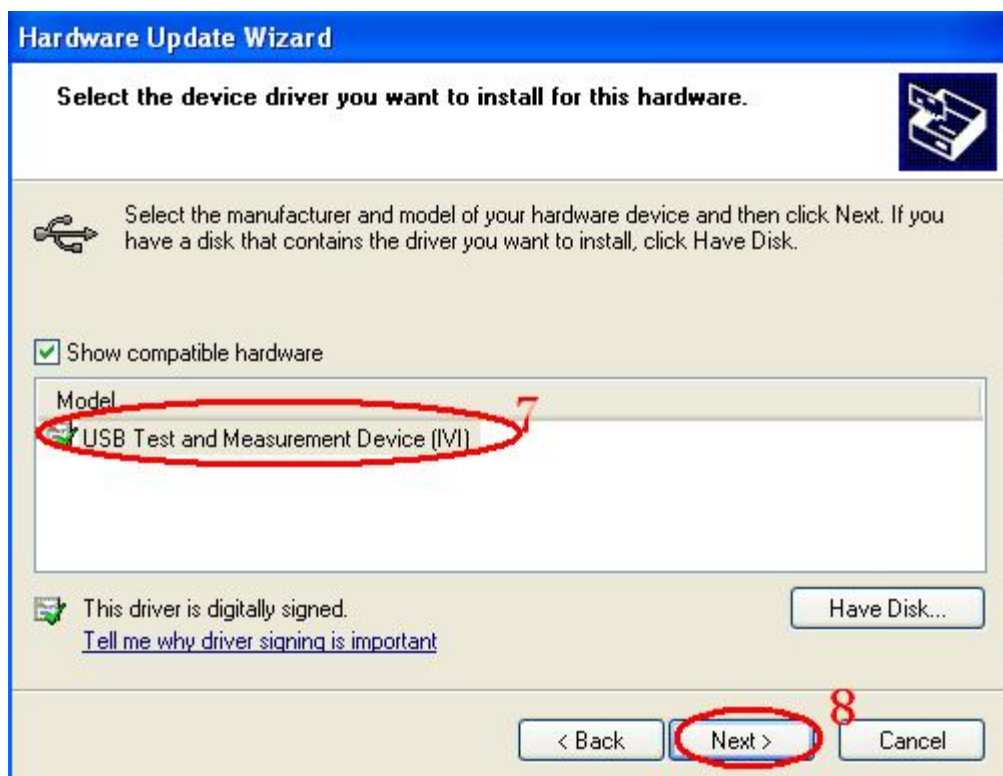 Hardware Update Wizard
Select the device driver you want to install for this hardware.
Select the manufacturer and model of your hardware device and then click Next. If you
have a disk that contains the driver you want to install, click Have Disk.
Show compatible hardware
Model
7
USB Test and Measurement Device (IVI)
This driver is digitally signed.
Have Disk...
Tell me why driver signing is important
8
< Back
Next >
Cancel